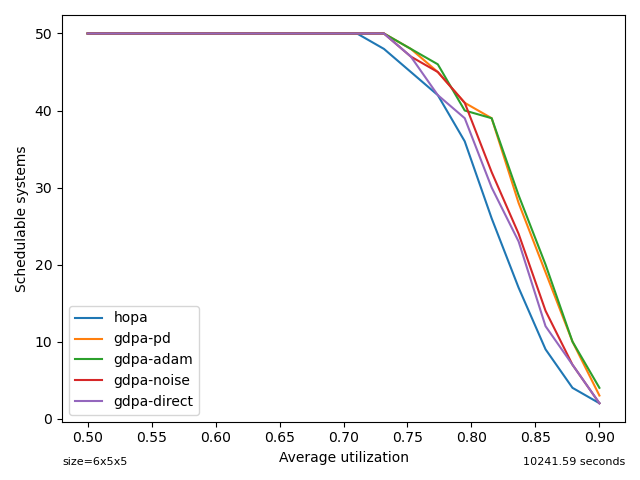 Schedulable systems
50
40
30
20
10
0
hopa
gdpa-pd
gdpa-adam
gdpa-noise
gdpa-direct
0.50 0.55 0.60 0.65 0.70 0.75 0.80 0.85 0.90
Average utilization
size=6x5x5
10241.59 seconds